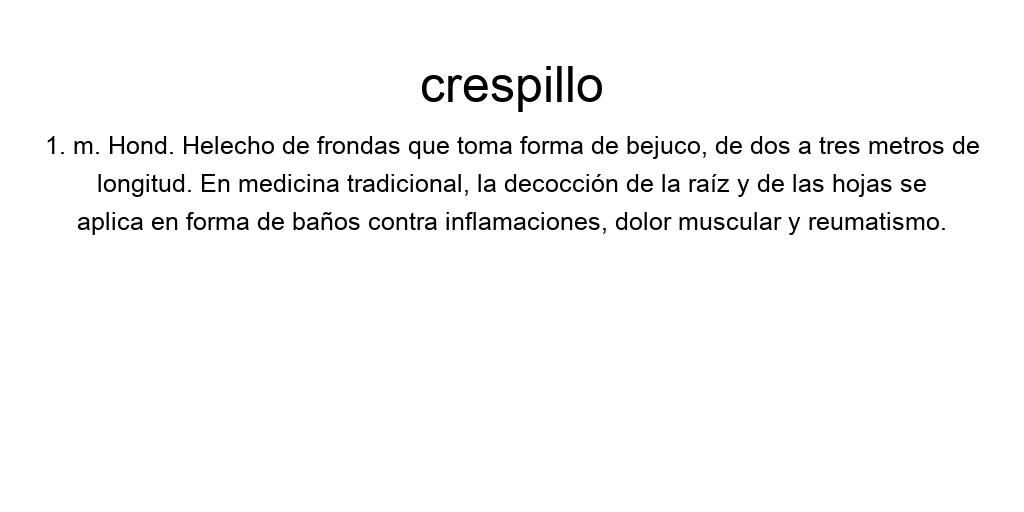 crespillo
1. m. Hond. Helecho de frondas que toma forma de bejuco, de dos a tres metros de
longitud. En medicina tradicional, la decocción de la raíz y de las hojas se
aplica en forma de baños contra inflamaciones, dolor muscular y reumatismo.